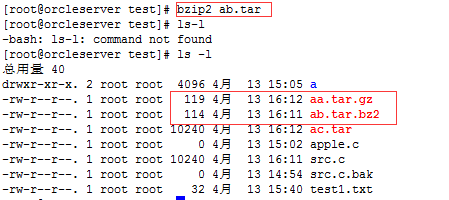 [root@orcleserver test]# bzip2 ab.tar
[root@orcleserver test]# ls-l
-bash: ls-l: command not found
[root@orcleserver test]# ls -l
总用量 40
drwxr-xr-x. 2 root root  4096 4月  13 15:05 a
-rw-r--r--. 1 root root   119 4月  13 16:12 aa.tar.gz
-rw-r--r--. 1 root root   114 4月  13 16:11 ab.tar.bz2
-rw-r--r--. 1 root root 10240 4月  13 16:12 ac.tar
-rw-r--r--. 1 root root     0 4月  13 15:02 apple.c
-rw-r--r--. 1 root root 10240 4月  13 16:11 src.c
-rw-r--r--. 1 root root     0 4月  13 14:54 src.c.bak
-rw-r--r--. 1 root root    32 4月  13 15:40 test1.txt